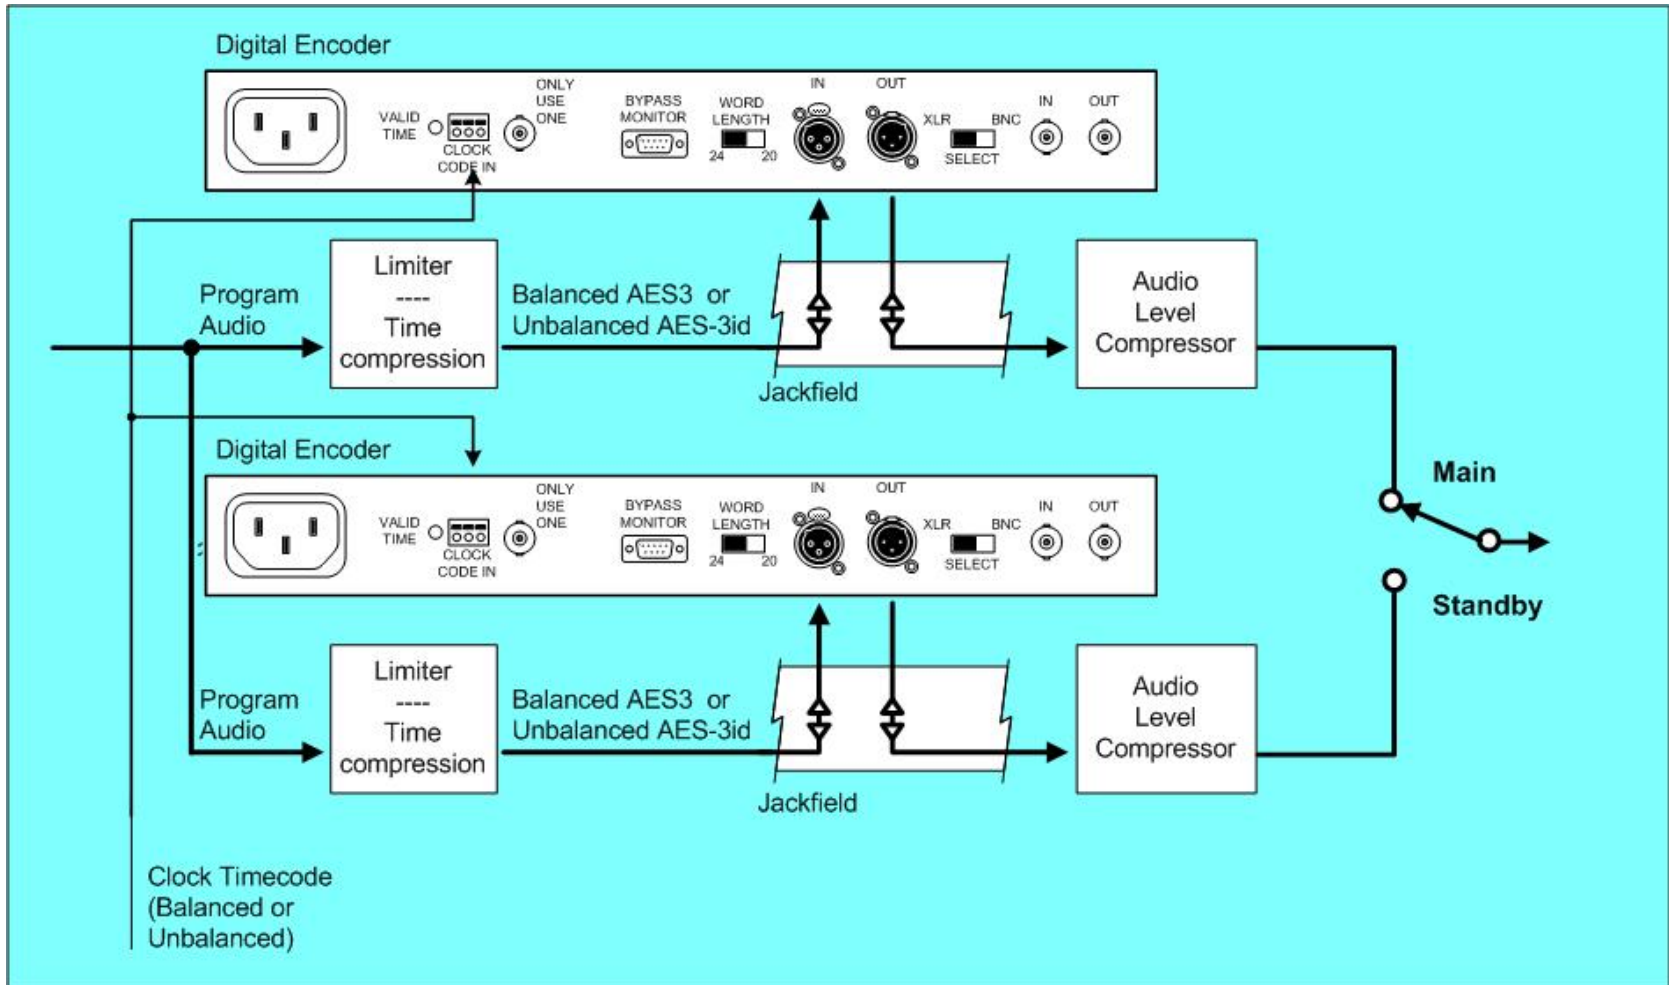 Digital Encoder
VALID
TIME
CLOCK
CODE IN
ONLY
USE
ONE
BYPASS
MONITOR
WORD
LENGTH
24 20
IN
OUT
XLR BNC
SELECT
IN
OUT
Program
Audio
Limiter
----
Time
compression
Balanced AES3 or
Unbalanced AES-3id
Jackfield
Audio
Level
Compressor
Digital Encoder
VALID
TIME
CLOCK
CODE IN
ONLY
USE
ONE
BYPASS
MONITOR
WORD
LENGTH
24 20
IN
OUT
XLR BNC
SELECT
IN
OUT
Main
Standby
Program
Audio
Limiter
----
Time
compression
Balanced AES3 or
Unbalanced AES-3id
Jackfield
Audio
Level
Compressor
Clock Timecode
(Balanced or
Unbalanced)